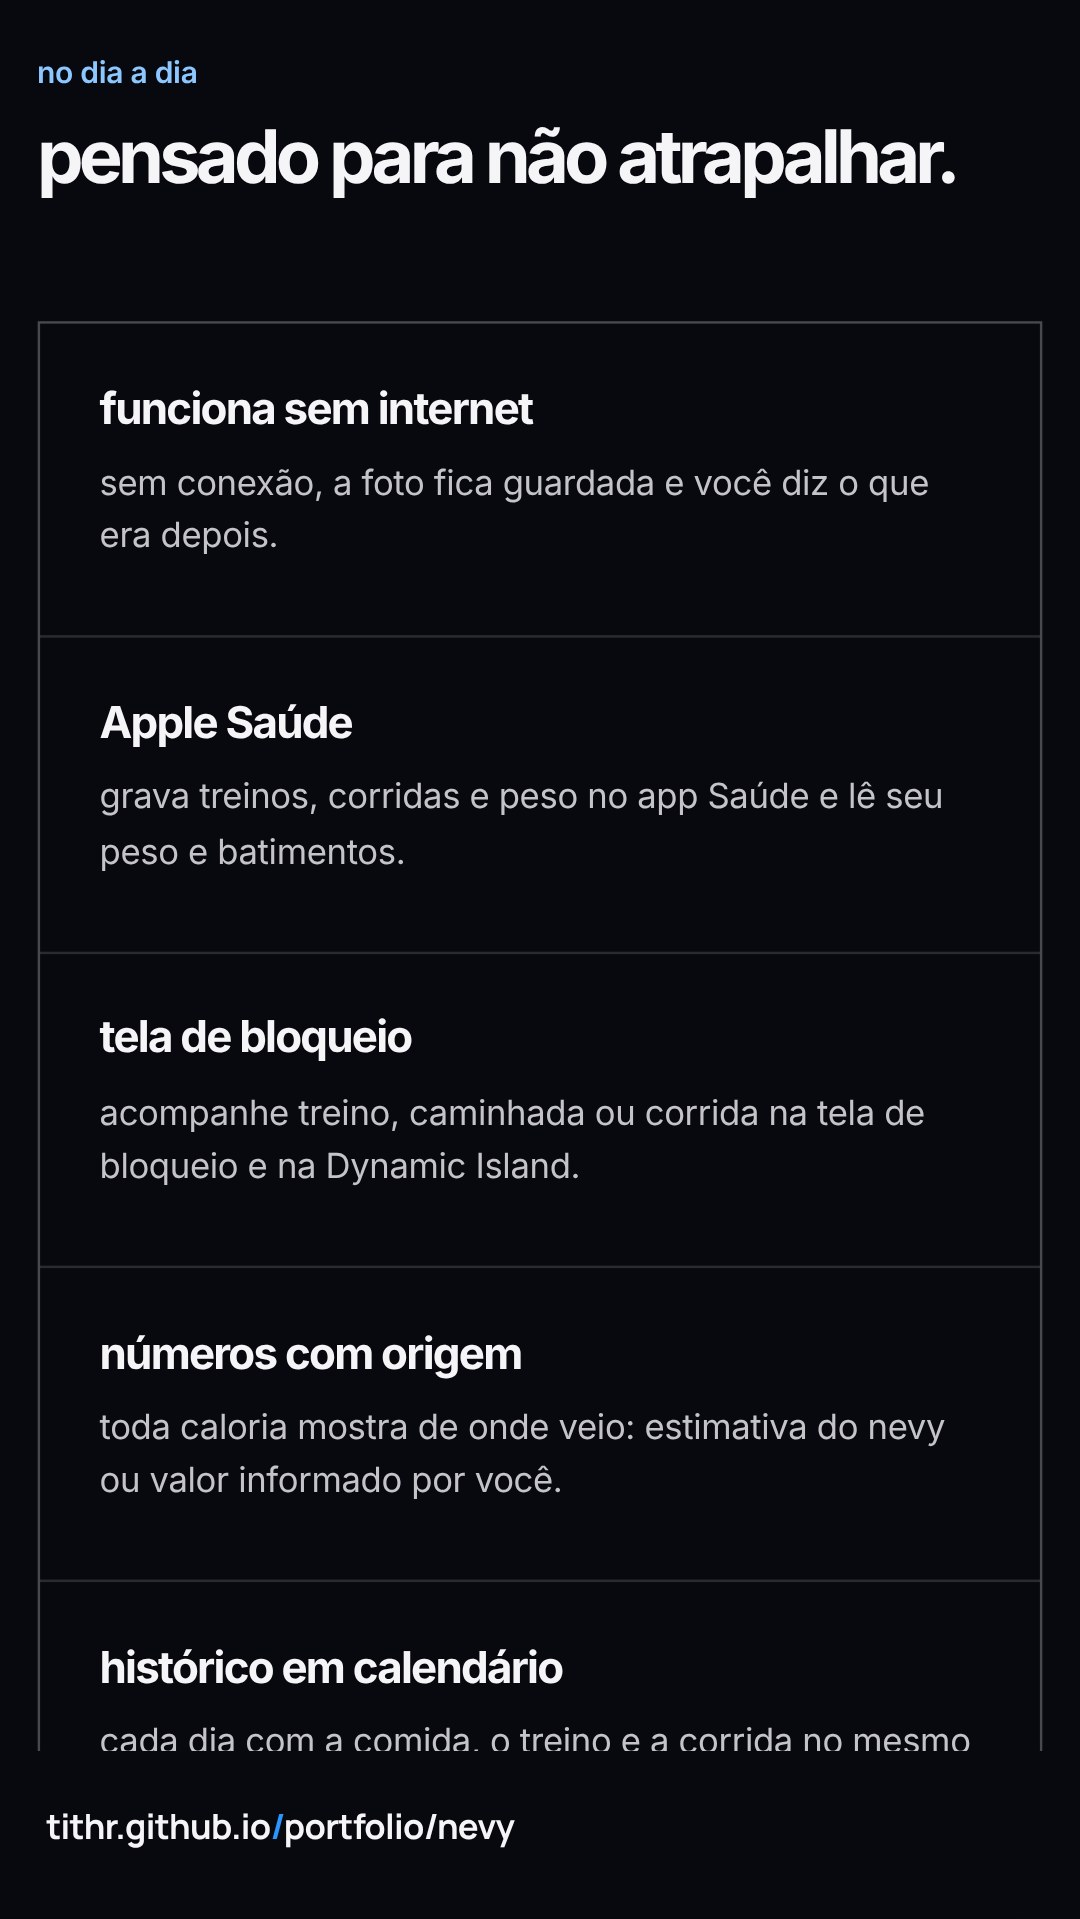 no dia a dia
pensado para não atrapalhar.
funciona sem internet
sem conexão, a foto fica guardada e você diz o que
era depois.
Apple Saúde
grava treinos, corridas e peso no app Saúde e lê seu
peso e batimentos.
tela de bloqueio
acompanhe treino, caminhada ou corrida na tela de
bloqueio e na Dynamic Island.
números com origem
toda caloria mostra de onde veio: estimativa do nevy
ou valor informado por você.
histórico em calendário
cada dia com a comida, o treino e a corrida no mesmo
tithr.github.io/portfolio/nevy